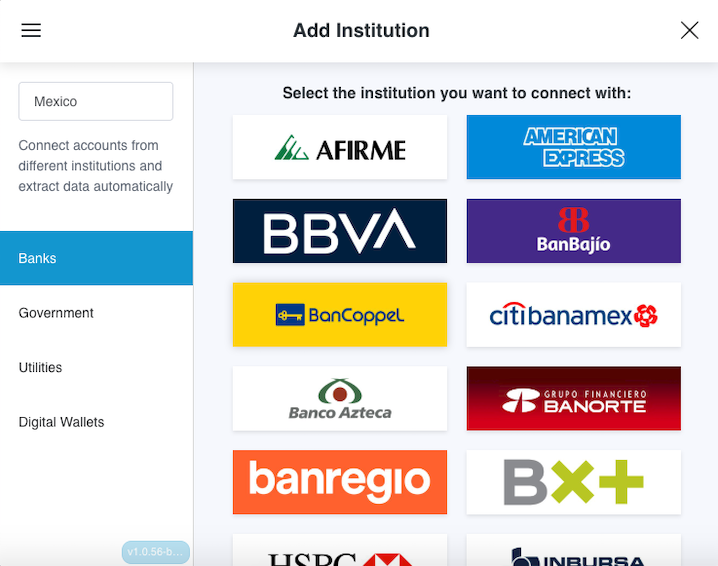 Add Institution
Mexico
Connect accounts from
different institutions and
extract data automatically
Banks
Government
Utilities
Digital Wallets
v1.0.56-b...
Select the institution you want to connect with:
AFIRME
AMERICAN
EXPRESS
BBVA
BanBajío
BanCoppel
citibanamex
Banco Azteca
GRUPO FINANCIERO
BANORTE
banregio
BX+
HSBC
INBURSA